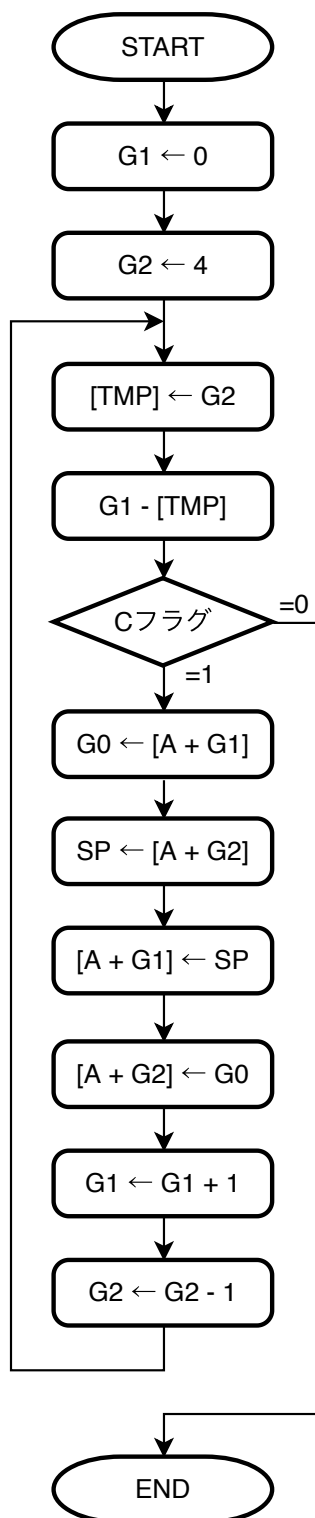 START
G1 ← 0
G2 ← 4
[TMP] ← G2
G1 - [TMP]
Cフラグ
=0
=1
G0 ← [A + G1]
SP ← [A + G2]
[A + G1] ← SP
[A + G2] ← G0
G1 ← G1 + 1
G2 ← G2 - 1
END